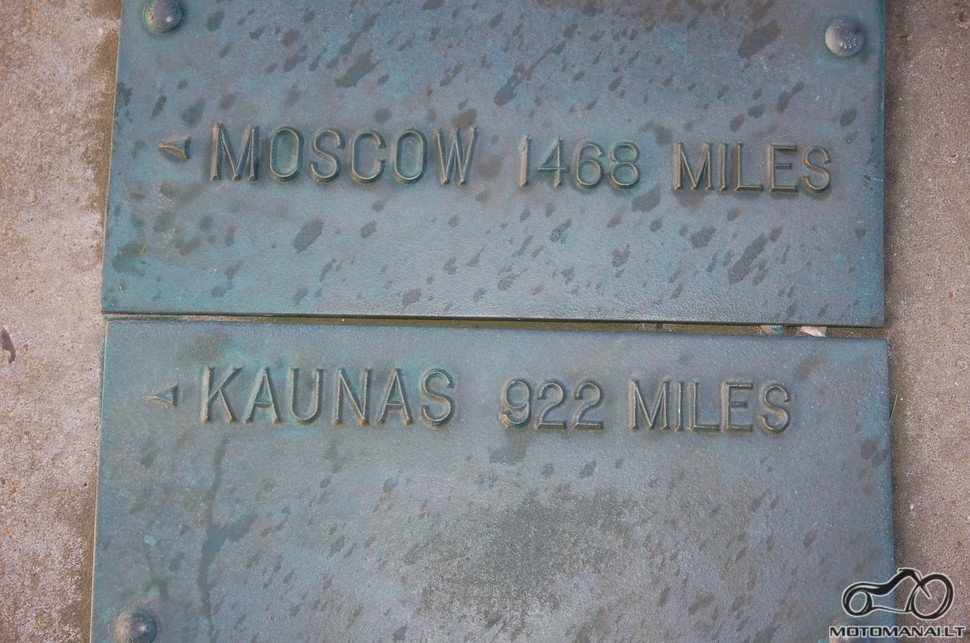 MOSCOW 1468 MILES
KAUNAS 922 MILES
MOTOMANAI.LT